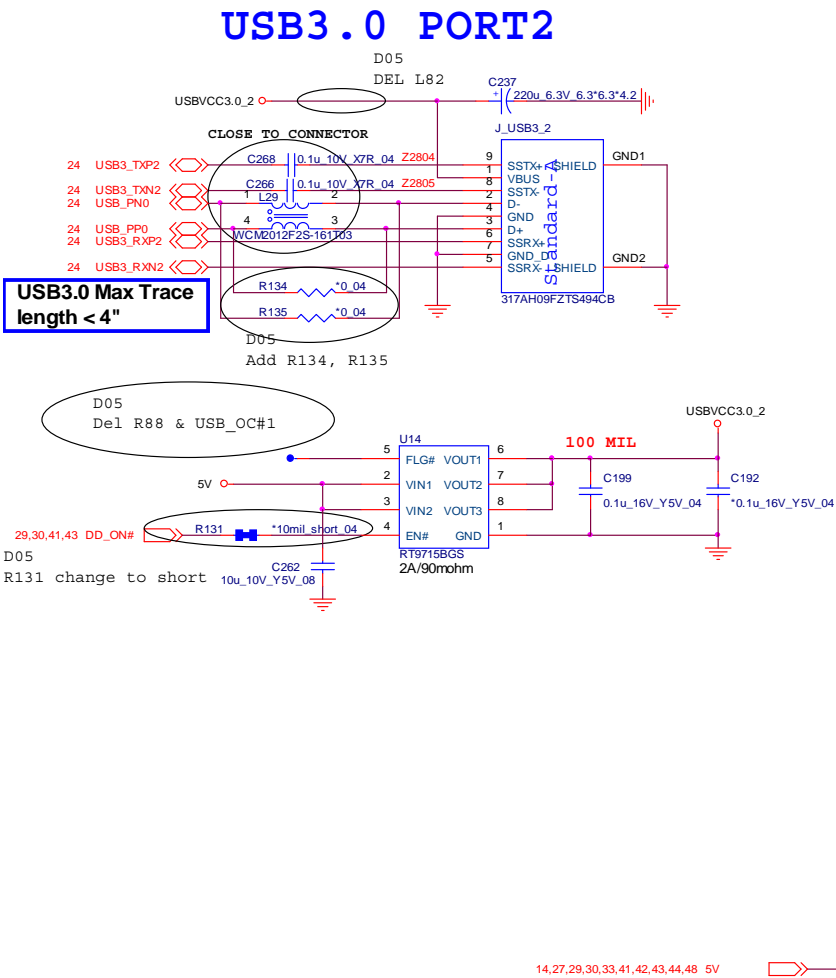 USB3.0 PORT2
D05
DEL L82
C237
USBVCC3.0_2
+
220u_6.3V_6.3*6.3*4.2
CLOSE TO CONNECTOR
J_USB3_2
24 USB3_TXP2
C268
0.1u_10V_X7R_04
Z2804
9
SSTX+
SHIELD
GND1
1
VBUS
24 USB3_TXN2
C266
0.1u_10V_X7R_04
Z2805
8
SSTX-
24 USB_PN0
1
L29
2
2
D-
4
GND
24 USB_PP0
4
3
3
D+
24 USB3_RXP2
WCM2012F2S-161T03
6
SSRX+
7
GND_D
24 USB3_RXN2
5
SSRX-
SHIELD
GND2
Standard-A
317AH09FZTS494CB
USB3.0 Max Trace
length < 4"
R134
*0_04
R135
*0_04
D05
Add R134, R135
D05
Del R88 & USB_OC#1
USBVCC3.0_2
U14
100 MIL
5
FLG#
VOUT1
6
5V
2
VIN1
VOUT2
7
C199
C192
3
VIN2
VOUT3
8
0.1u_16V_Y5V_04
*0.1u_16V_Y5V_04
29,30,41,43 DD_ON#
R131
*10mil_short_04
4
EN#
GND
1
RT9715BGS
2A/90mohm
D05
R131 change to short
C262
10u_10V_Y5V_08
14,27,29,30,33,41,42,43,44,48 5V